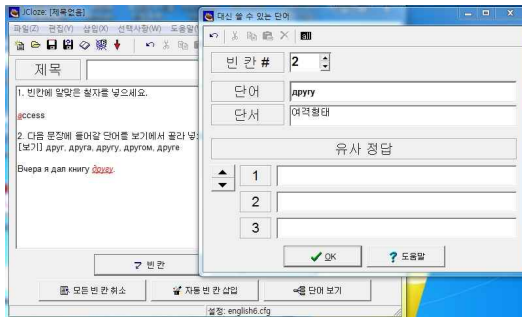 JCloze: [제목없음]
파일(Z) 편집(Y) 삽입(X) 선택사항(W) 도움말
제목
1. 빈칸에 알맞은 철자를 넣으세요.
access
2. 다음 문장에 들어갈 단어를 보기에서 골라 넣
[보기] друг, друга, другу, другом, друге
Вчера я дал книгу другу.
빈 칸
모든 빈 칸 취소 자동 빈 칸 삽입 단어 보기
설정: english6.cfg
대신 쓸 수 있는 단어
빈 칸 # 2
단어 другу
단서 여격형태
유사 정답
1
2
3
OK 도움말